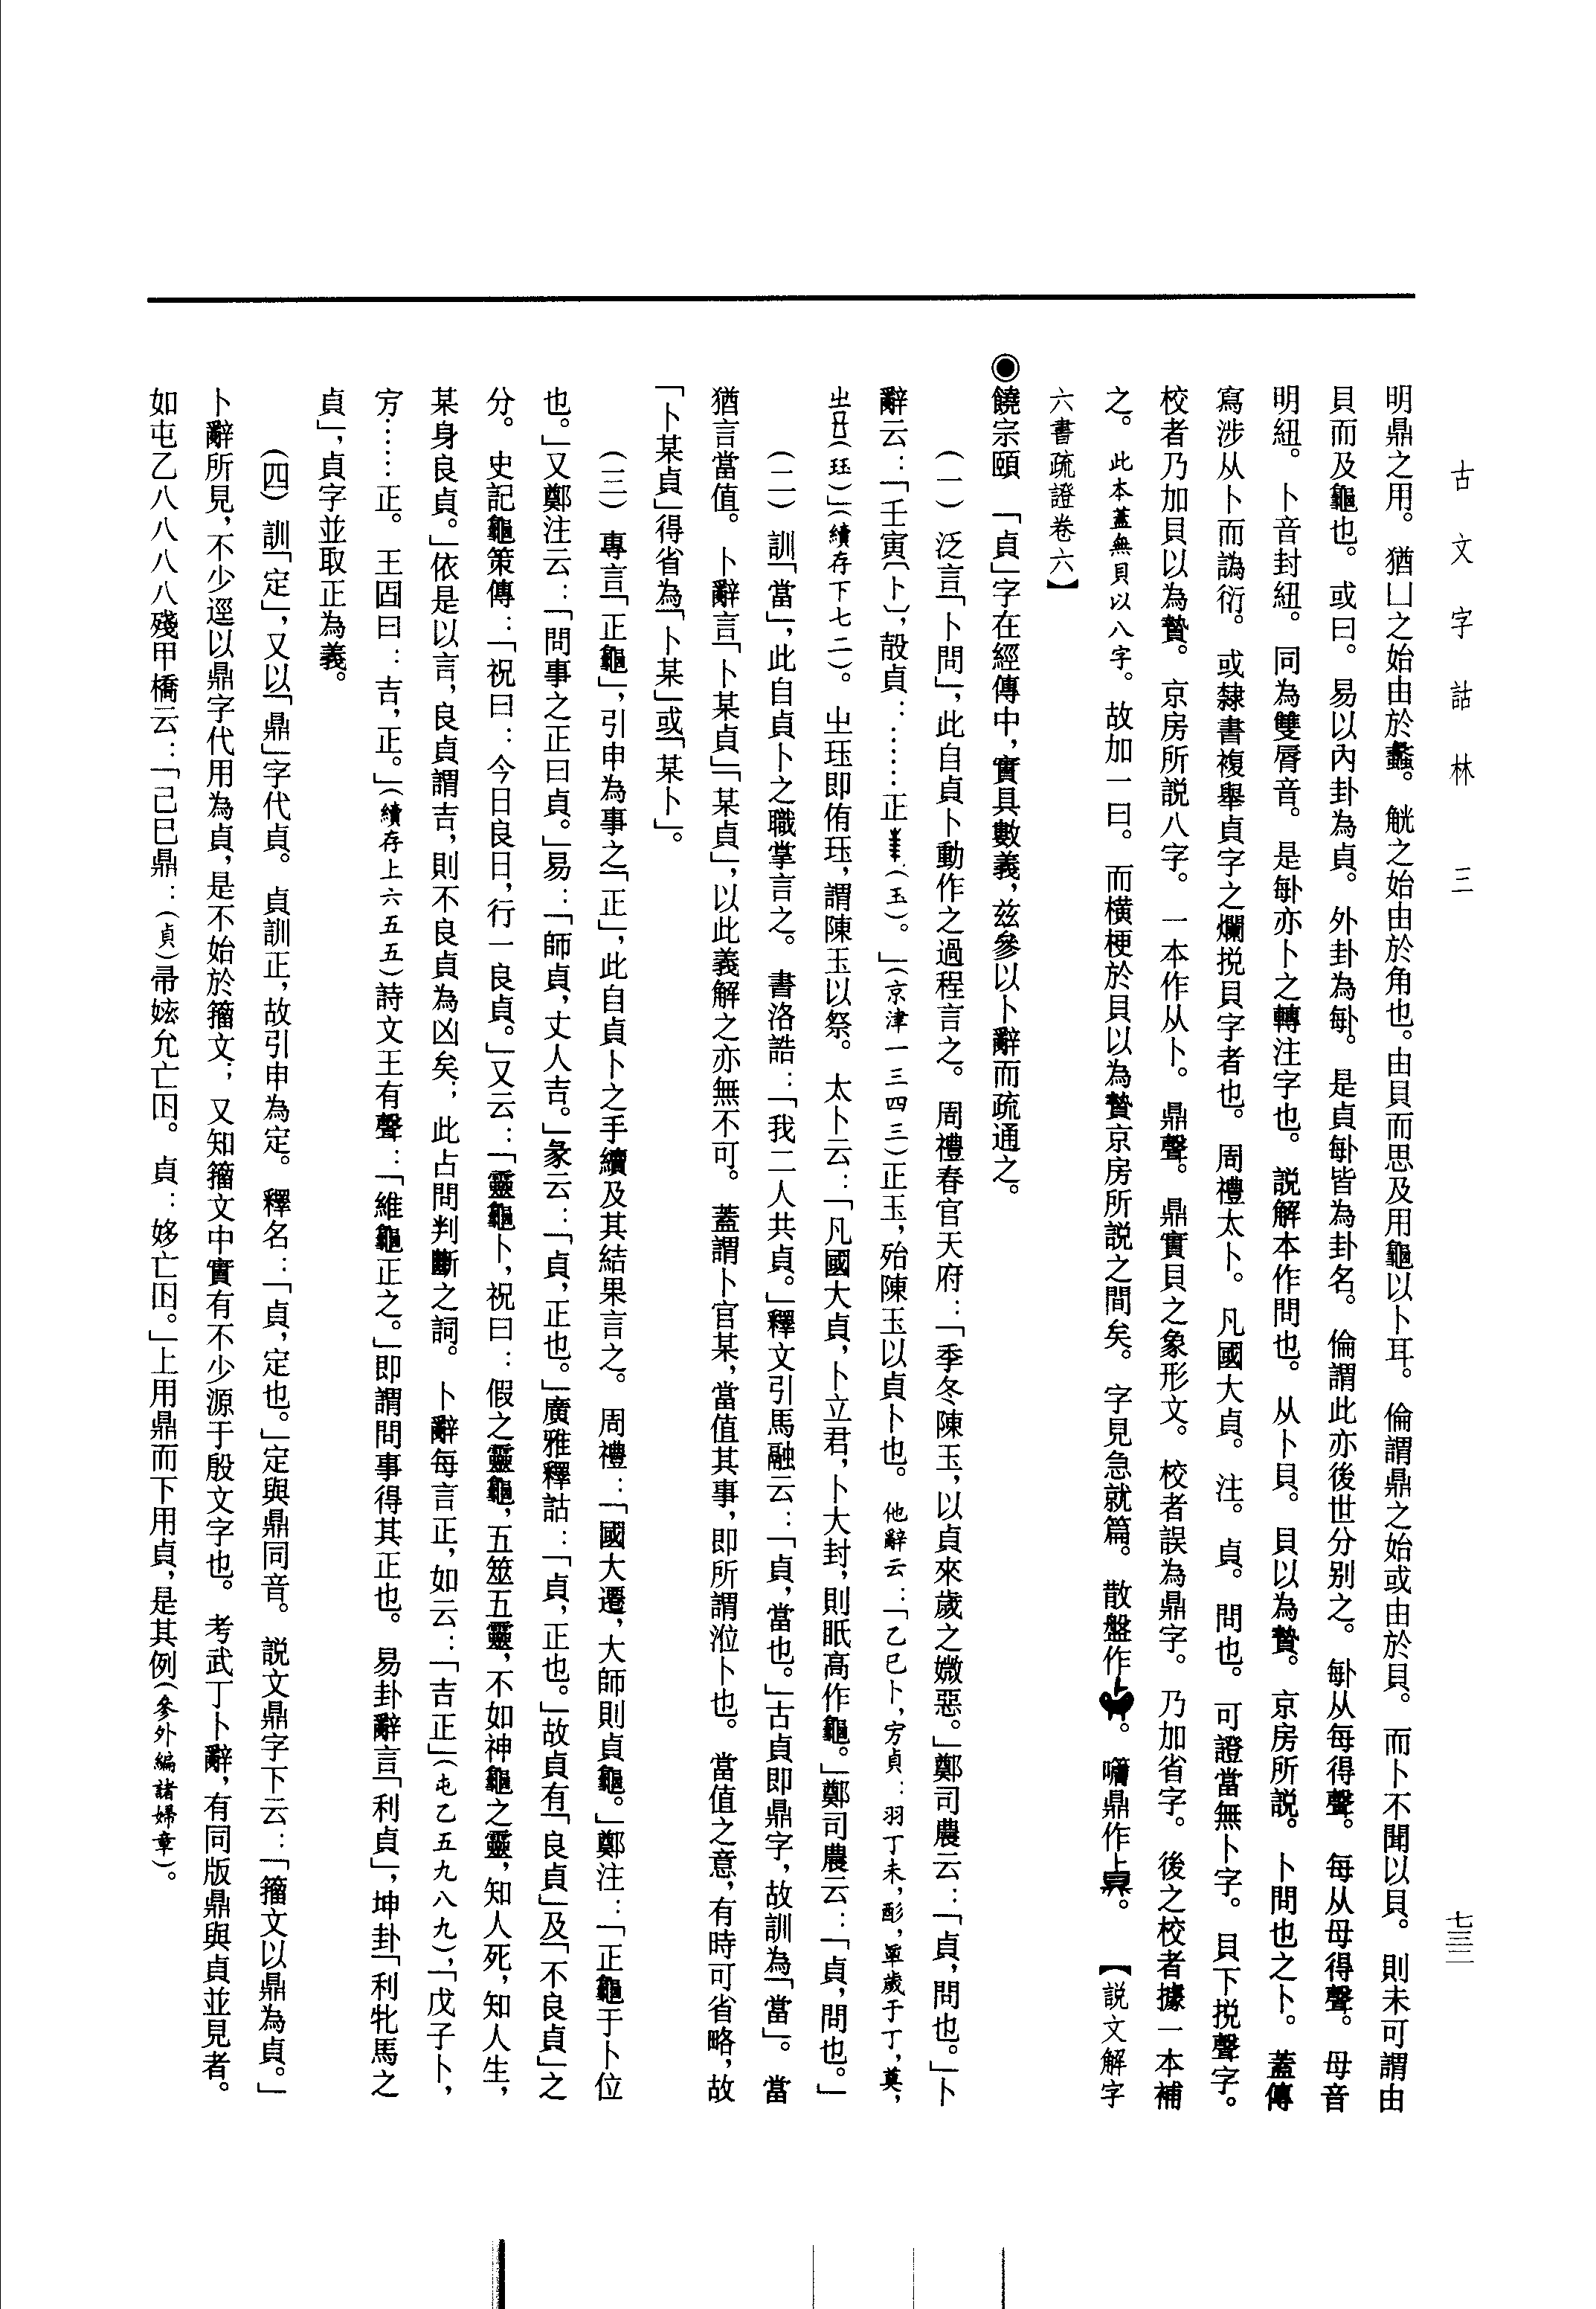 古文字詁林　三
七三二
明鼎之用。猶凵之始由於蠡。觥之始由於角也。由貝而思及用龜以卜耳。倫謂鼎之始或由於貝。而卜不聞以貝。則未可謂由
貝而及龜也。或曰。易以內卦為貞。外卦為𠧩。是貞𠧩皆為卦名。倫謂此亦後世分别之。𠧩从每得聲。每从母得聲。母音
明紐。卜音封紐。同為雙脣音。是𠧩亦卜之轉注字也。説解本作問也。从卜貝。貝以為贄。京房所説。卜問也之卜。蓋傳
寫涉从卜而譌衍。或隸書複舉貞字之爛挩貝字者也。周禮太卜。凡國大貞。注。貞。問也。可證當無卜字。貝下挩聲字。
校者乃加貝以為贄。京房所説八字。一本作从卜。鼎聲。鼎實貝之象形文。校者誤為鼎字。乃加省字。後之校者據一本補
之。此本蓋無貝以八字。故加一曰。而橫梗於貝以為贄京房所説之間矣。字見急就篇。散盤作。鼎作。【説文解字
六書疏證卷六】
◉饒宗頤　「貞」字在經傳中，實具數義，兹參以卜辭而疏通之。
（一）泛言「卜問」，此自貞卜動作之過程言之。周禮春官天府：「季冬陳玉，以貞來歲之媺惡。」鄭司農云：「貞，問也。」卜
辭云：「壬寅〔卜〕，㱿貞：……正（玉）。」（京津一三四三）正玉，殆陳玉以貞卜也。他辭云：「乙巳卜，㝑貞：羽丁未，酌，𠦪歲于丁，奠，
㞢（珏）」（續存下七二）。㞢珏即侑珏，謂陳玉以祭。太卜云：「凡國大貞，卜立君，卜大封，則眂高作龜。」鄭司農云：「貞，問也。」
（二）訓「當」，此自貞卜之職掌言之。書洛誥：「我二人共貞。」釋文引馬融云：「貞，當也。」古貞即鼎字，故訓為「當」。當
猶言當值。卜辭言「卜某貞」「某貞」，以此義解之亦無不可。蓋謂卜官某，當值其事，即所謂涖卜也。當值之意，有時可省略，故
「卜某貞」得省為「卜某」或「某卜」。
（三）專言「正龜」，引申為事之「正」，此自貞卜之手續及其結果言之。周禮：「國大遷，大師則貞龜。」鄭注：「正龜于卜位
也。」又鄭注云：「問事之正曰貞。」易：「師貞，丈人吉。」彖云：「貞，正也。」廣雅釋詁：「貞，正也。」故貞有「良貞」及「不良貞」之
分。史記龜策傳：「祝曰：今日良日，行一良貞。」又云：「靈龜卜，祝曰：假之靈龜，五筮五靈，不如神龜之靈，知人死，知人生，
某身良貞。」依是以言，良貞謂吉，則不良貞為凶矣；此占問判斷之詞。卜辭每言正，如云：「吉正」（屯乙五九八九），「戊子卜，
㝑……正。王固曰：吉，正。」（續存上六五五）詩文王有聲：「維龜正之。」即謂問事得其正也。易卦辭言「利貞」，坤卦「利牝馬之
貞」，貞字並取正為義。
（四）訓「定」，又以「鼎」字代貞。貞訓正，故引申為定。釋名：「貞，定也。」定與鼎同音。説文鼎字下云：「籀文以鼎為貞。」
卜辭所見，不少逕以鼎字代用為貞，是不始於籀文；又知籀文中實有不少源于殷文字也。考武丁卜辭，有同版鼎與貞並見者。
如屯乙八八八八殘甲橋云：「己巳鼎：（貞）帚妶允亡𡆥。貞：㛂亡𡆥。」上用鼎而下用貞，是其例（參外編諸婦章）。